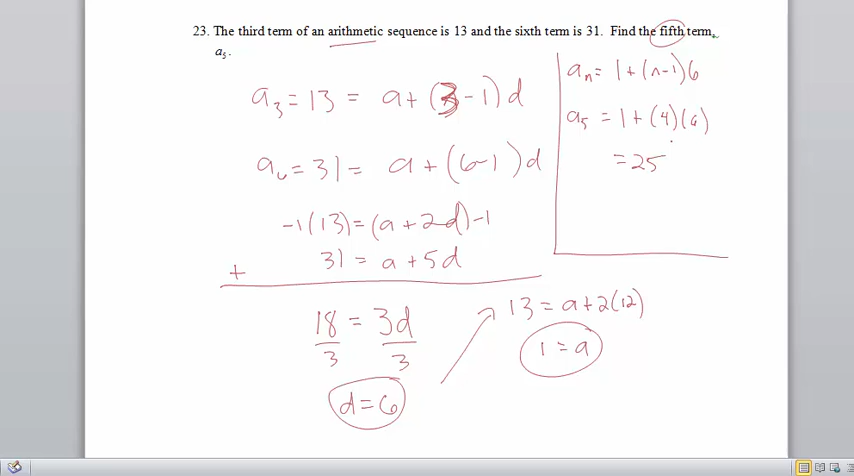 23. The third term of an arithmetic sequence is 13 and the sixth term is 31. Find the fifth term,
a₅.
a₃ = 13 = a + (3 - 1) d
a₆ = 31 = a + (6 - 1) d
-1(13) = (a + 2d) -1
31 = a + 5d
+
18 = 3d
3 3
d = 6
13 = a + 2(12)
1 = a
aₙ = 1 + (n-1) 6
a₅ = 1 + (4)(6)
= 25